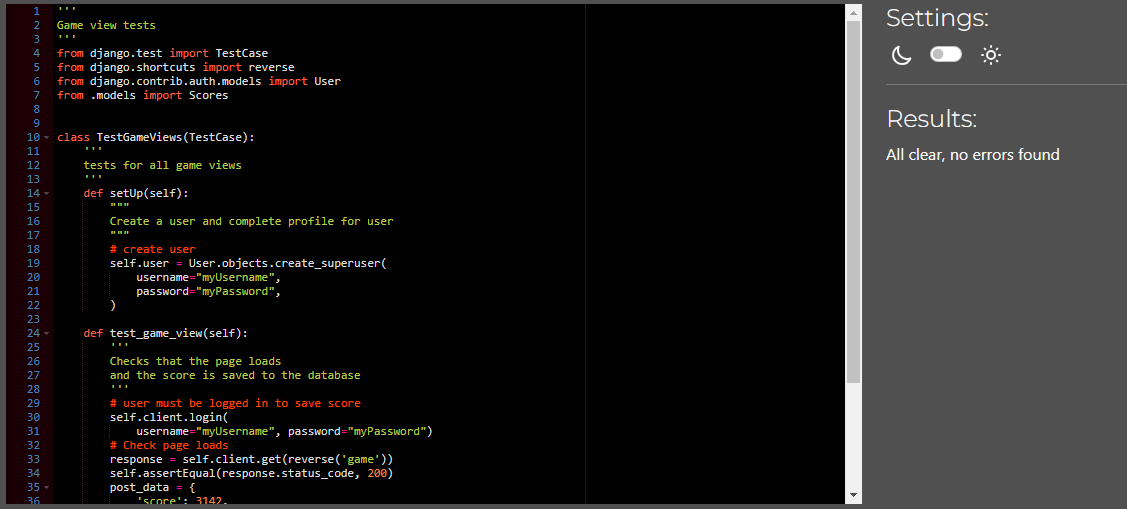 1 '''
2 Game view tests
3 '''
4 from django.test import TestCase
5 from django.shortcuts import reverse
6 from django.contrib.auth.models import User
7 from .models import Scores
8
9
10 class TestGameViews(TestCase):
11     '''
12     tests for all game views
13     '''
14     def setUp(self):
15         """
16         Create a user and complete profile for user
17         """
18         # create user
19         self.user = User.objects.create_superuser(
20             username="myUsername",
21             password="myPassword",
22         )
23
24     def test_game_view(self):
25         '''
26         Checks that the page loads
27         and the score is saved to the database
28         '''
29         # user must be logged in to save score
30         self.client.login(
31             username="myUsername", password="myPassword")
32         # Check page loads
33         response = self.client.get(reverse('game'))
34         self.assertEqual(response.status_code, 200)
35         post_data = {
36             'score': 3142,
Settings:
Results:
All clear, no errors found